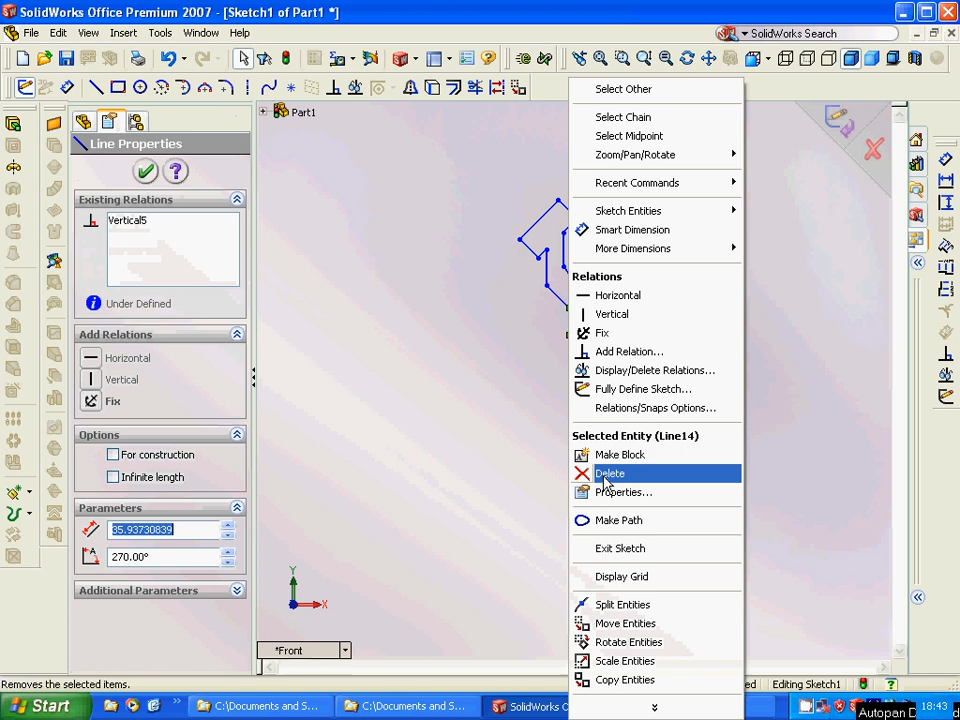 SolidWorks Office Premium 2007 - [Sketch1 of Part1 *]
File Edit View Insert Tools Window Help
SolidWorks Search
Part1
Line Properties
Existing Relations
Vertical5
Under Defined
Add Relations
Horizontal
Vertical
Fix
Options
For construction
Infinite length
Parameters
35.93730839
270.00°
Additional Parameters
Y
X
*Front
Select Other
Select Chain
Select Midpoint
Zoom/Pan/Rotate
Recent Commands
Sketch Entities
Smart Dimension
More Dimensions
Relations
Horizontal
Vertical
Fix
Add Relation...
Display/Delete Relations...
Fully Define Sketch...
Relations/Snaps Options...
Selected Entity (Line14)
Make Block
Delete
Properties...
Make Path
Exit Sketch
Display Grid
Split Entities
Move Entities
Rotate Entities
Scale Entities
Copy Entities
Removes the selected items.
Editing Sketch1
Start
C:\Documents and S...
C:\Documents and S...
SolidWorks O
18:43
Autopan D